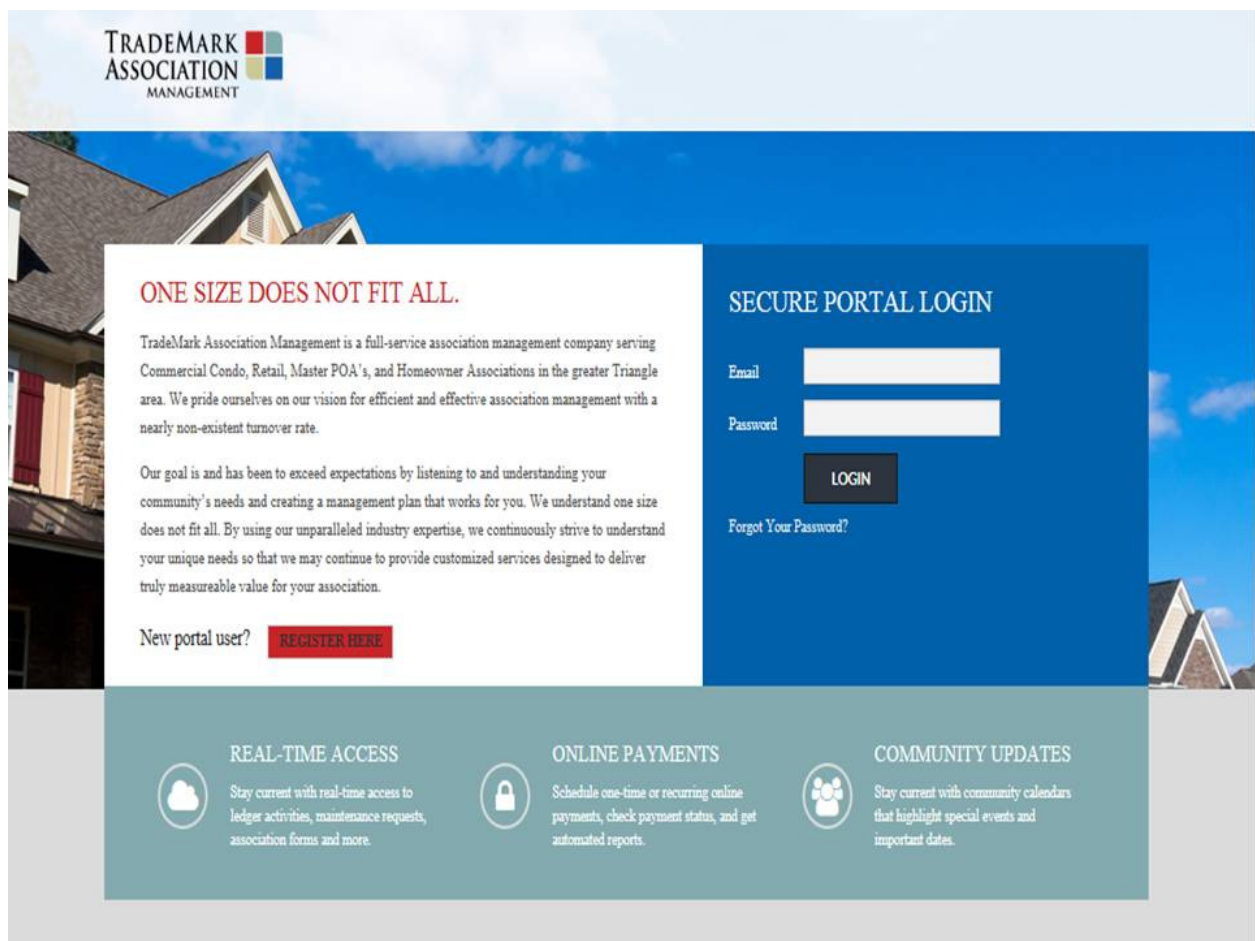 TRADEMARK
ASSOCIATION
MANAGEMENT
ONE SIZE DOES NOT FIT ALL.
TradeMark Association Management is a full-service association management company serving
Commercial Condo, Retail, Master POA's, and Homeowner Associations in the greater Triangle
area. We pride ourselves on our vision for efficient and effective association management with a
nearly non-existent turnover rate.
Our goal is and has been to exceed expectations by listening to and understanding your
community's needs and creating a management plan that works for you. We understand one size
does not fit all. By using our unparalleled industry expertise, we continuously strive to understand
your unique needs so that we may continue to provide customized services designed to deliver
truly measureable value for your association.
New portal user? REGISTER HERE
SECURE PORTAL LOGIN
Email
Password
LOGIN
Forgot Your Password?
REAL-TIME ACCESS
Stay current with real-time access to
ledger activities, maintenance requests,
association forms and more.
ONLINE PAYMENTS
Schedule one-time or recurring online
payments, check payment status, and get
automated reports.
COMMUNITY UPDATES
Stay current with community calendars
that highlight special events and
important dates.